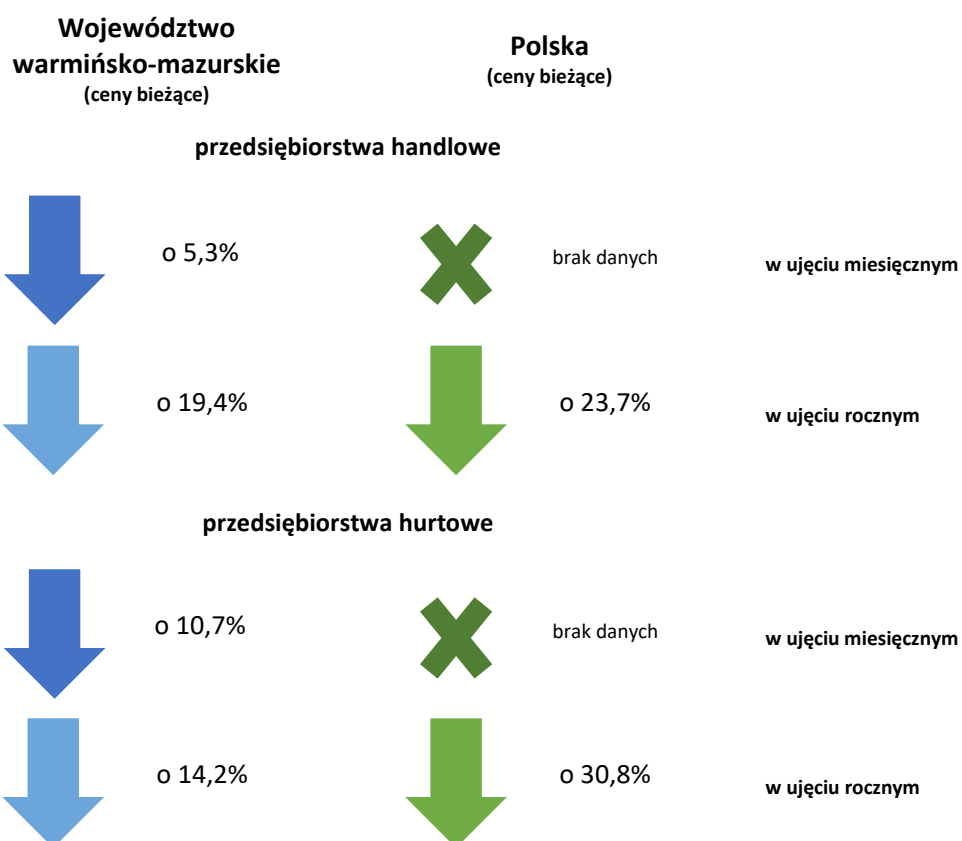 Województwo
warmińsko-mazurskie
(ceny bieżące)
Polska
(ceny bieżące)
przedsiębiorstwa handlowe
o 5,3%
brak danych
w ujęciu miesięcznym
o 19,4%
o 23,7%
w ujęciu rocznym
przedsiębiorstwa hurtowe
o 10,7%
brak danych
w ujęciu miesięcznym
o 14,2%
o 30,8%
w ujęciu rocznym